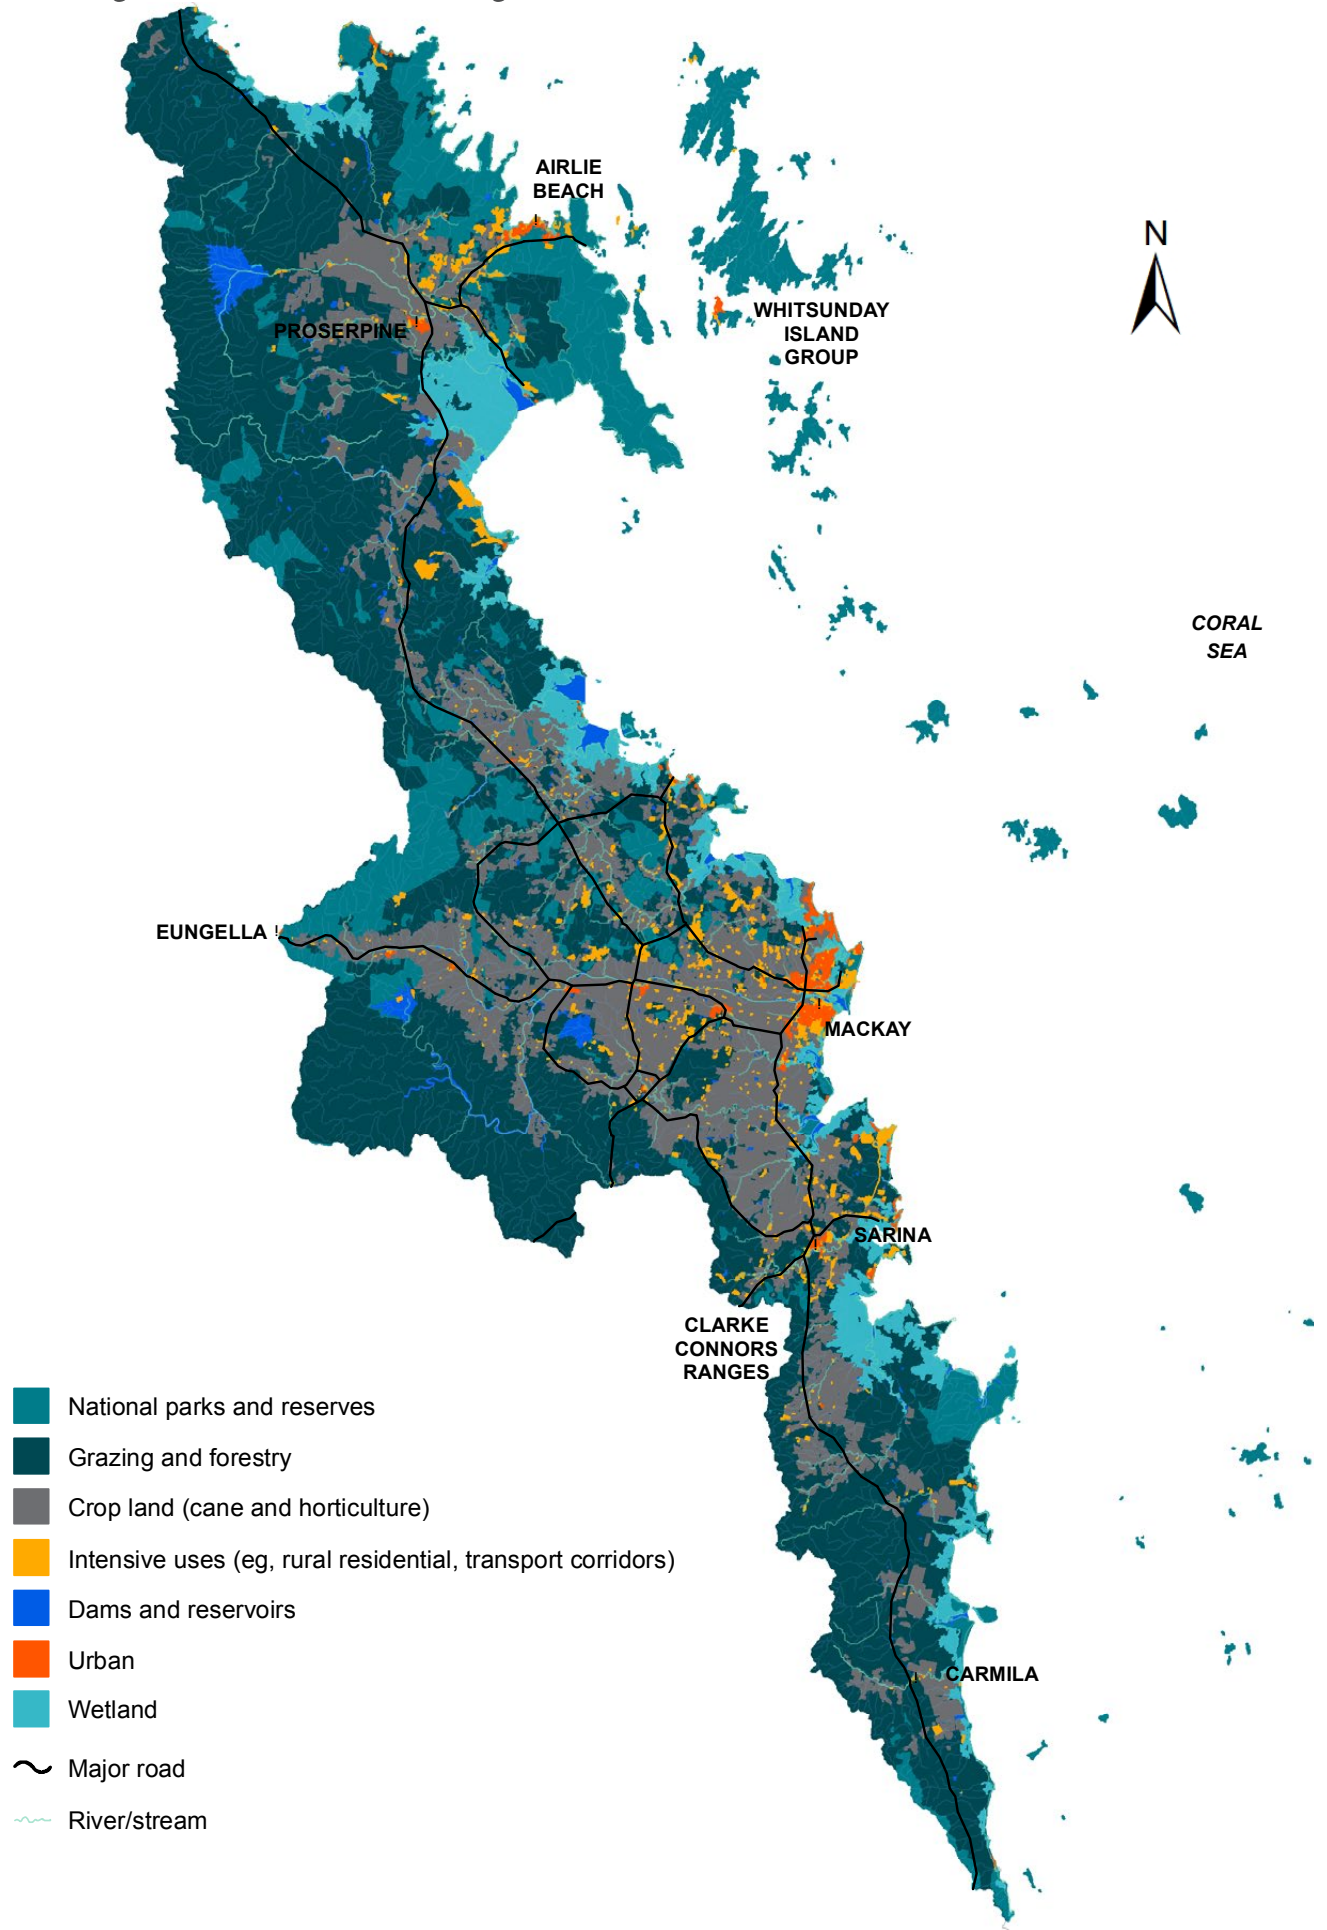 AIRLIE
BEACH
N
WHITSUNDAY
ISLAND
GROUP
PROSERPINE
CORAL
SEA
EUNGELLA
MACKAY
SARINA
CLARKE
CONNORS
RANGES
National parks and reserves
Grazing and forestry
Crop land (cane and horticulture)
Intensive uses (eg, rural residential, transport corridors)
Dams and reservoirs
Urban
CARMILA
Wetland
Major road
River/stream